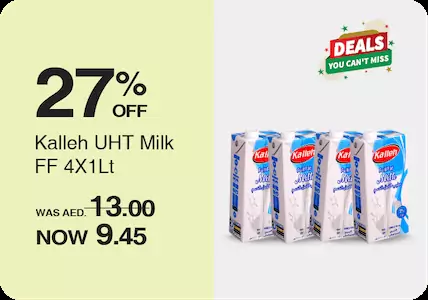 27% OFF
Kalleh UHT Milk
FF 4X1Lt
WAS AED. 13.00
NOW 9.45
DEALS
YOU CAN'T MISS
Kalleh
Kalleh
Kalleh
Kalleh
Milk